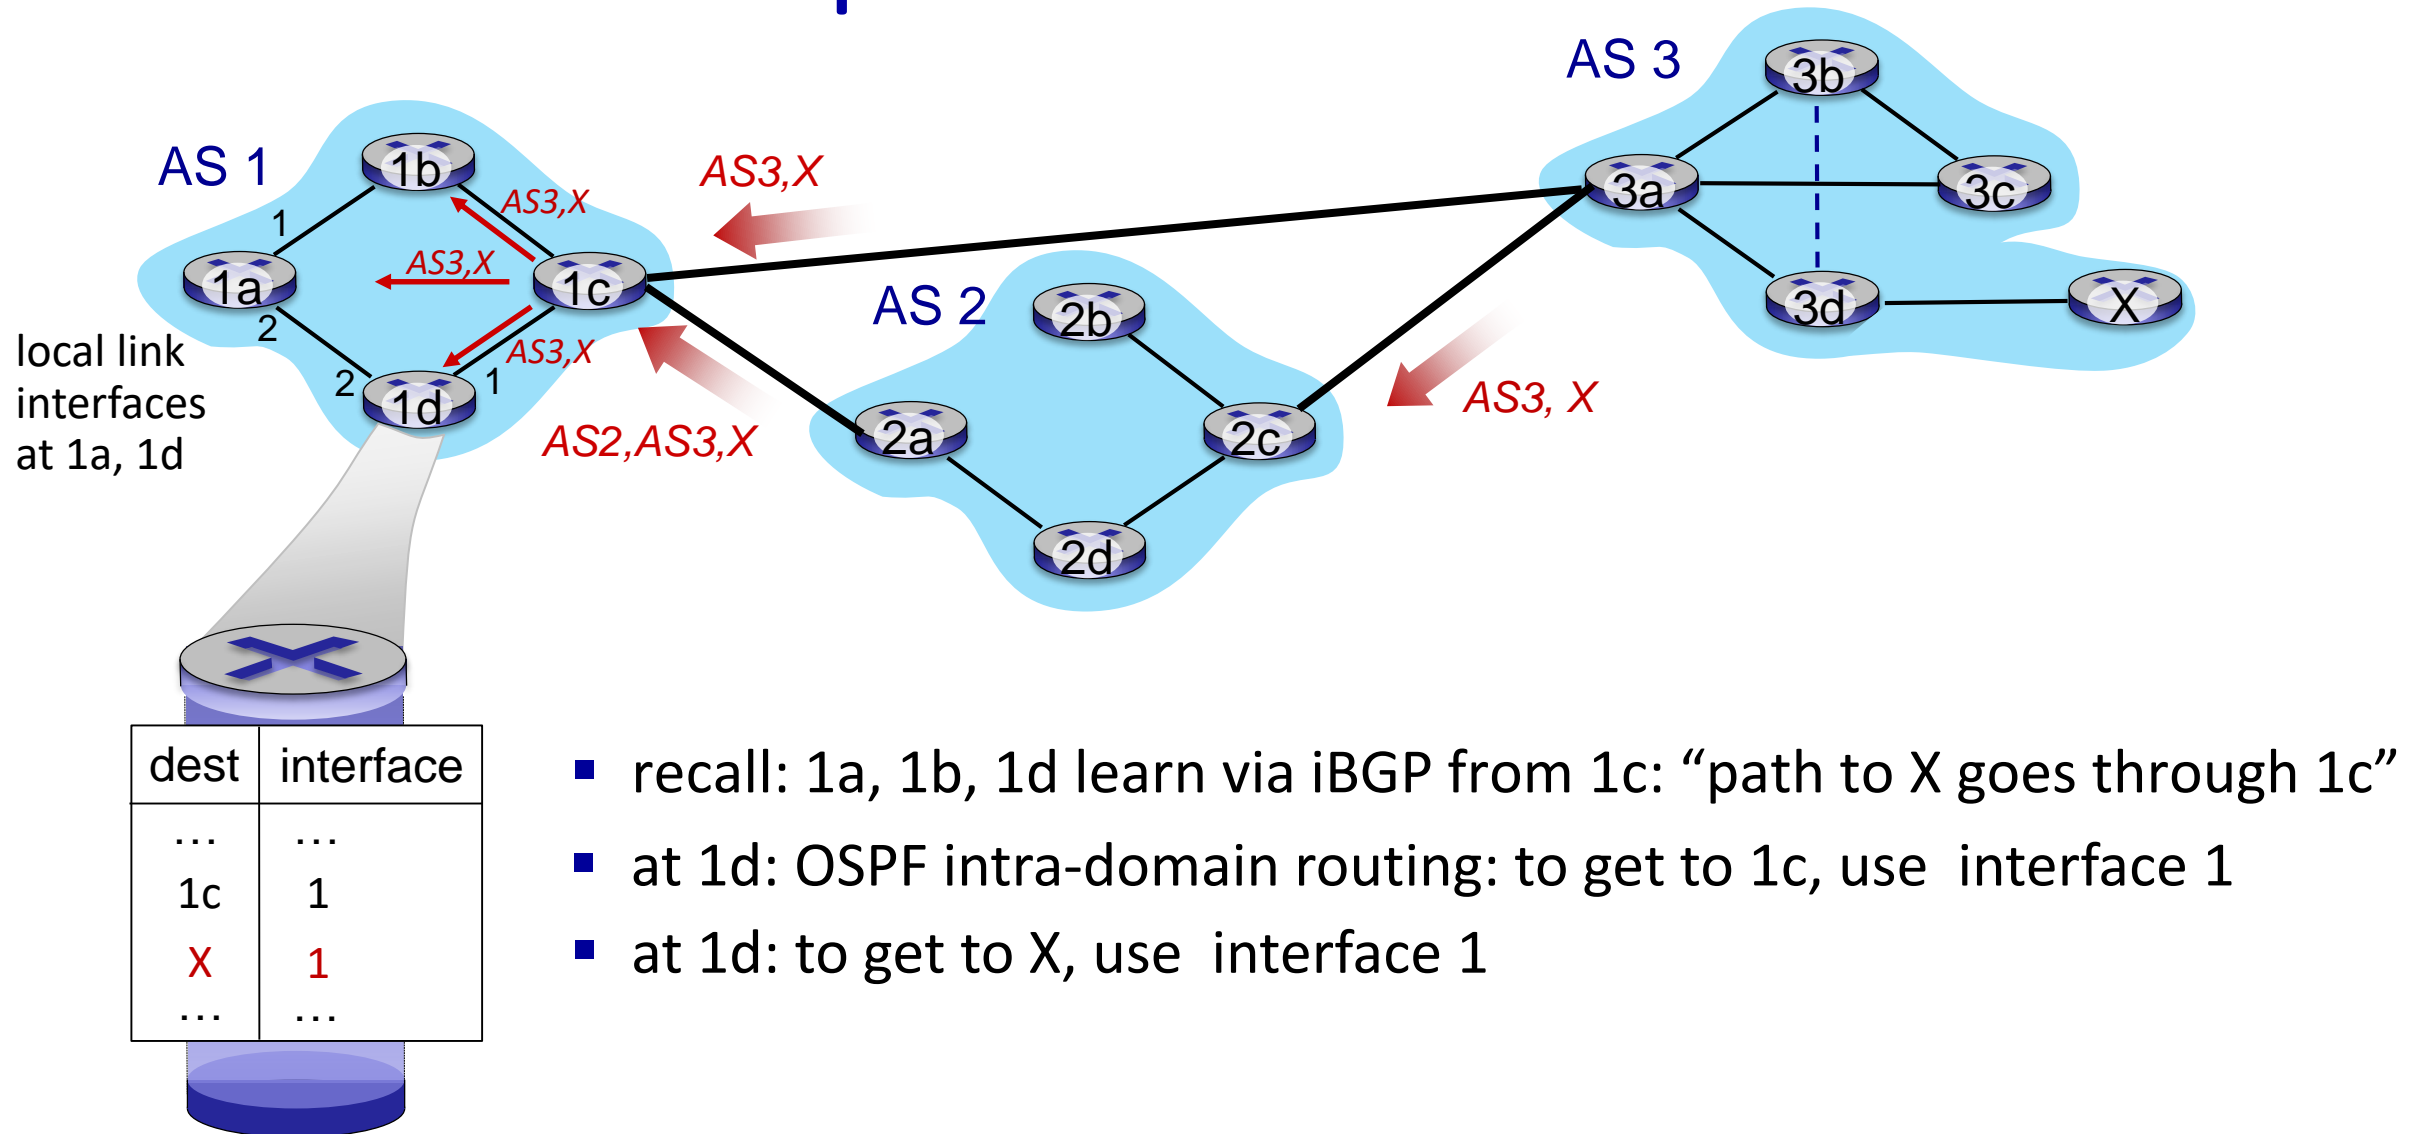 AS 3
3b
AS 1
1b
AS3,X
3a
3c
AS3,X
1
1a
AS3,X
1c
AS 2
2b
3d
X
2
local link
interfaces
at 1a, 1d
AS3,X
2
1
1d
AS3, X
AS2,AS3,X
2a
2c
2d
dest interface
... ...
1c 1
X 1
... ...
▪ recall: 1a, 1b, 1d learn via iBGP from 1c: “path to X goes through 1c”
▪ at 1d: OSPF intra-domain routing: to get to 1c, use interface 1
▪ at 1d: to get to X, use interface 1